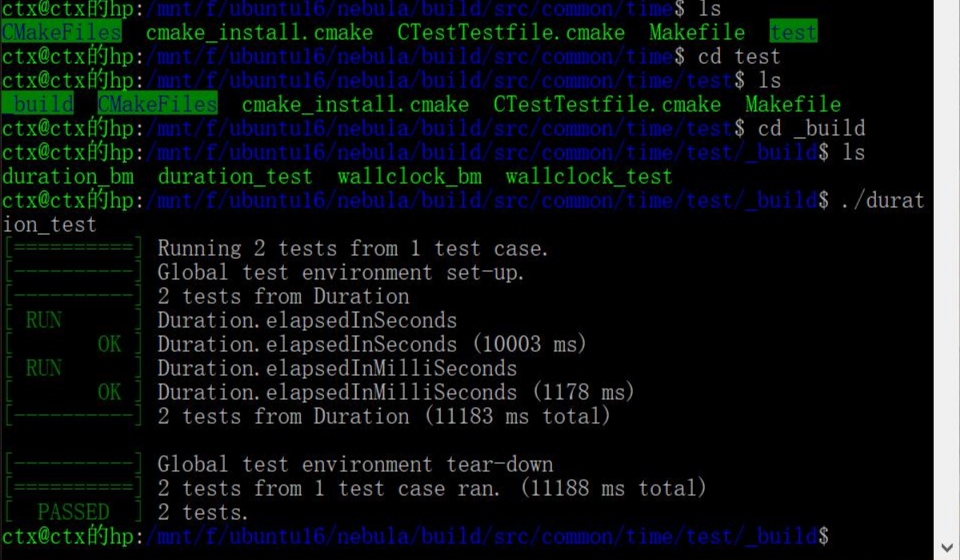 ctx@ctx的hp:/mnt/f/ubuntu16/nebula/build/src/common/time$ ls
CMakeFiles cmake_install.cmake CTestTestfile.cmake Makefile test
ctx@ctx的hp:/mnt/f/ubuntu16/nebula/build/src/common/time$ cd test
ctx@ctx的hp:/mnt/f/ubuntu16/nebula/build/src/common/time/test$ ls
_build CMakeFiles cmake_install.cmake CTestTestfile.cmake Makefile
ctx@ctx的hp:/mnt/f/ubuntu16/nebula/build/src/common/time/test$ cd _build
ctx@ctx的hp:/mnt/f/ubuntu16/nebula/build/src/common/time/test/_build$ ls
duration_bm duration_test wallclock_bm wallclock_test
ctx@ctx的hp:/mnt/f/ubuntu16/nebula/build/src/common/time/test/_build$ ./durat
ion_test
[==========] Running 2 tests from 1 test case.
[----------] Global test environment set-up.
[----------] 2 tests from Duration
[ RUN      ] Duration.elapsedInSeconds
[       OK ] Duration.elapsedInSeconds (10003 ms)
[ RUN      ] Duration.elapsedInMilliSeconds
[       OK ] Duration.elapsedInMilliSeconds (1178 ms)
[----------] 2 tests from Duration (11183 ms total)
[----------] Global test environment tear-down
[==========] 2 tests from 1 test case ran. (11188 ms total)
[  PASSED  ] 2 tests.
ctx@ctx的hp:/mnt/f/ubuntu16/nebula/build/src/common/time/test/_build$